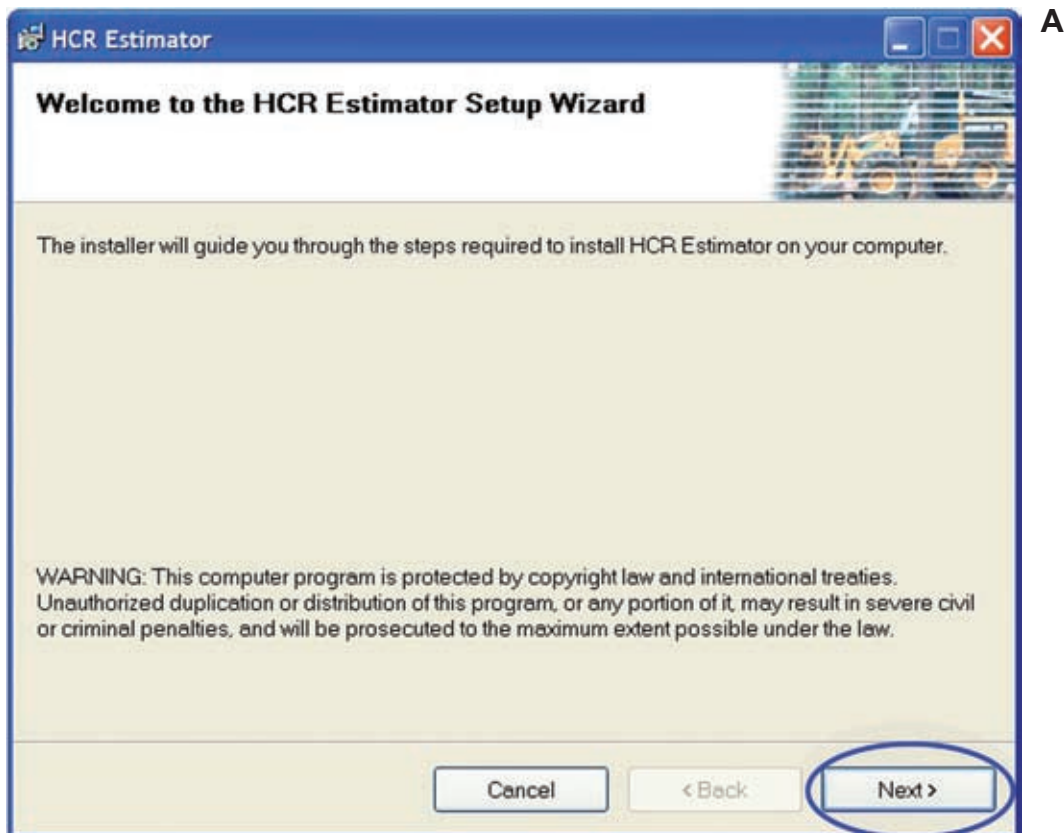 A
HCR Estimator
Welcome to the HCR Estimator Setup Wizard
The installer will guide you through the steps required to install HCR Estimator on your computer.
WARNING: This computer program is protected by copyright law and international treaties.
Unauthorized duplication or distribution of this program, or any portion of it, may result in severe civil
or criminal penalties, and will be prosecuted to the maximum extent possible under the law.
Cancel
< Back
Next >